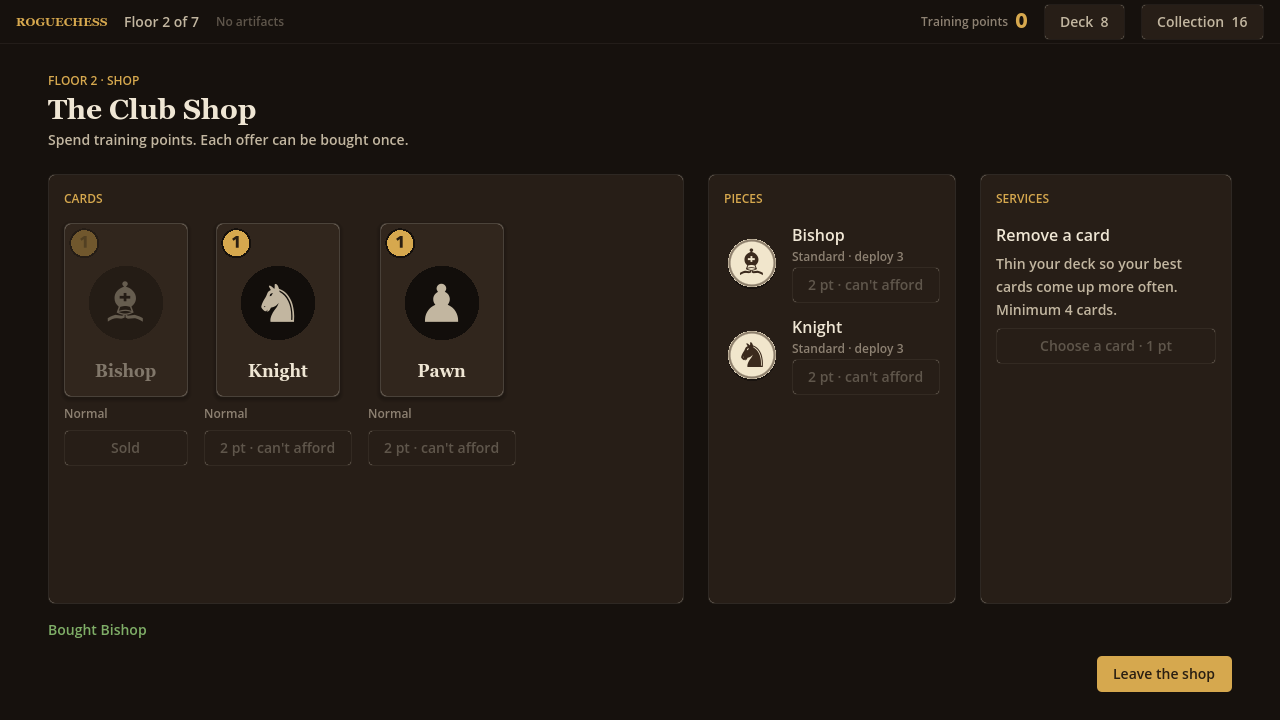 ROGUECHESS Floor 2 of 7 No artifacts Training points 0 Deck 8 Collection 16
FLOOR 2 · SHOP
The Club Shop
Spend training points. Each offer can be bought once.
CARDS
1
Bishop
Normal
Sold
1
Knight
Normal
2 pt · can't afford
1
Pawn
Normal
2 pt · can't afford
PIECES
Bishop
Standard · deploy 3
2 pt · can't afford
Knight
Standard · deploy 3
2 pt · can't afford
SERVICES
Remove a card
Thin your deck so your best
cards come up more often.
Minimum 4 cards.
Choose a card · 1 pt
Bought Bishop
Leave the shop